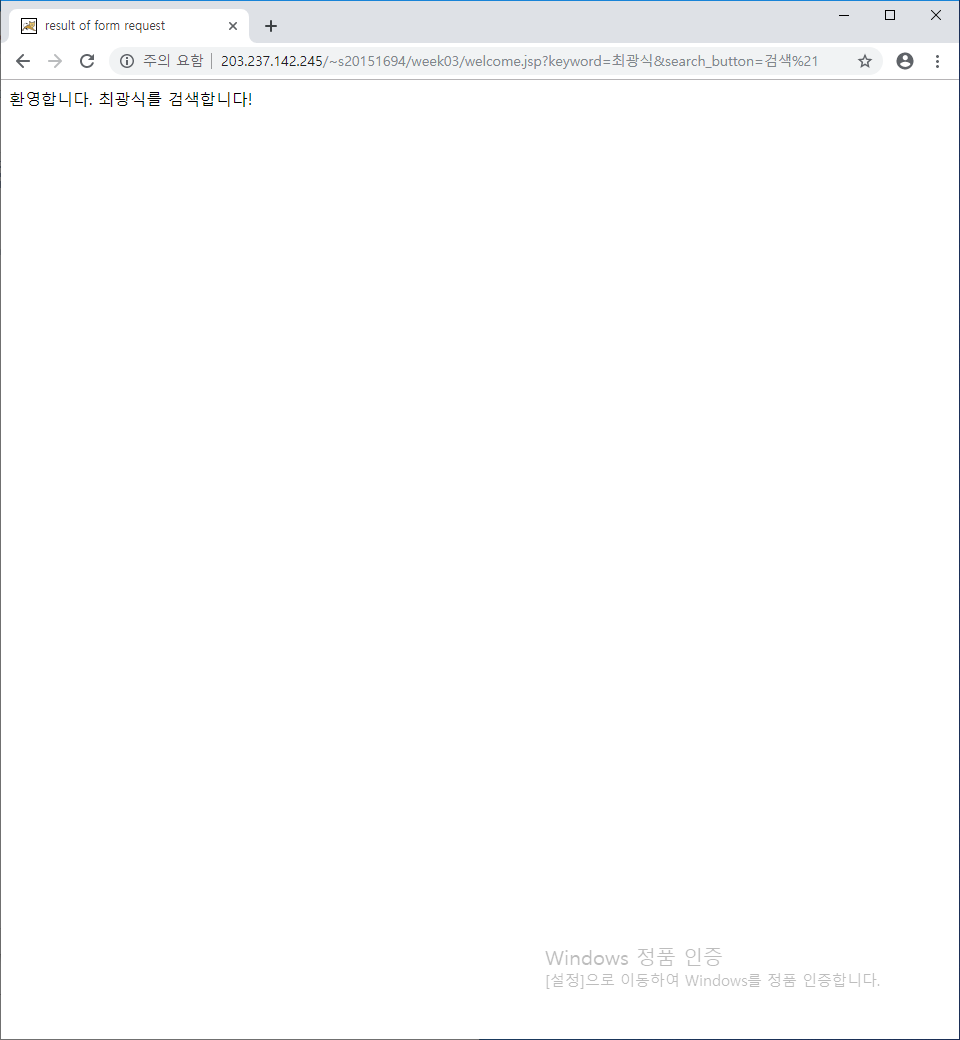 result of form request
주의 요함 | 203.237.142.245/~s20151694/week03/welcome.jsp?keyword=최광식&search_button=검색%21
환영합니다. 최광식를 검색합니다!
Windows 정품 인증
[설정]으로 이동하여 Windows를 정품 인증합니다.